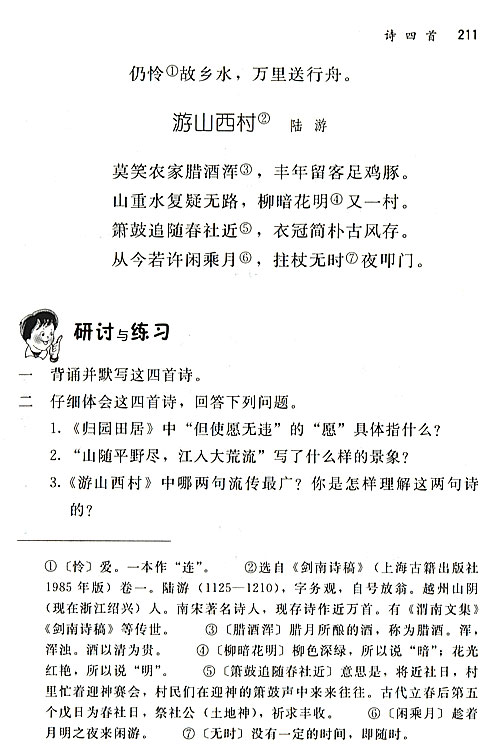 诗四首 211
仍怜①故乡水，万里送行舟。
游山西村② 陆游
莫笑农家腊酒浑③，丰年留客足鸡豚。
山重水复疑无路，柳暗花明④又一村。
箫鼓追随春社近⑤，衣冠简朴古风存。
从今若许闲乘月⑥，拄杖无时⑦夜叩门。
研讨与练习
一 背诵并默写这四首诗。
二 仔细体会这四首诗，回答下列问题。
1.《归园田居》中“但使愿无违”的“愿”具体指什么？
2.“山随平野尽，江入大荒流”写了什么样的景象？
3.《游山西村》中哪两句流传最广？你是怎样理解这两句诗
的？
①〔怜〕爱。一本作“连”。 ②选自《剑南诗稿》（上海古籍出版社
1985年版）卷一。陆游（1125—1210），字务观，自号放翁。越州山阴
（现在浙江绍兴）人。南宋著名诗人，现存诗作近万首。有《渭南文集》
《剑南诗稿》等传世。 ③〔腊酒浑〕腊月所酿的酒，称为腊酒。浑，
浑浊。酒以清为贵。 ④〔柳暗花明〕柳色深绿，所以说“暗”；花光
红艳，所以说“明”。 ⑤〔箫鼓追随春社近〕意思是，将近社日，村
里忙着迎神赛会，村民们在迎神的箫鼓声中来来往往。古代立春后第五
个戊日为春社日，祭社公（土地神），祈求丰收。 ⑥〔闲乘月〕趁着
月明之夜来闲游。 ⑦〔无时〕没有一定的时间，即随时。